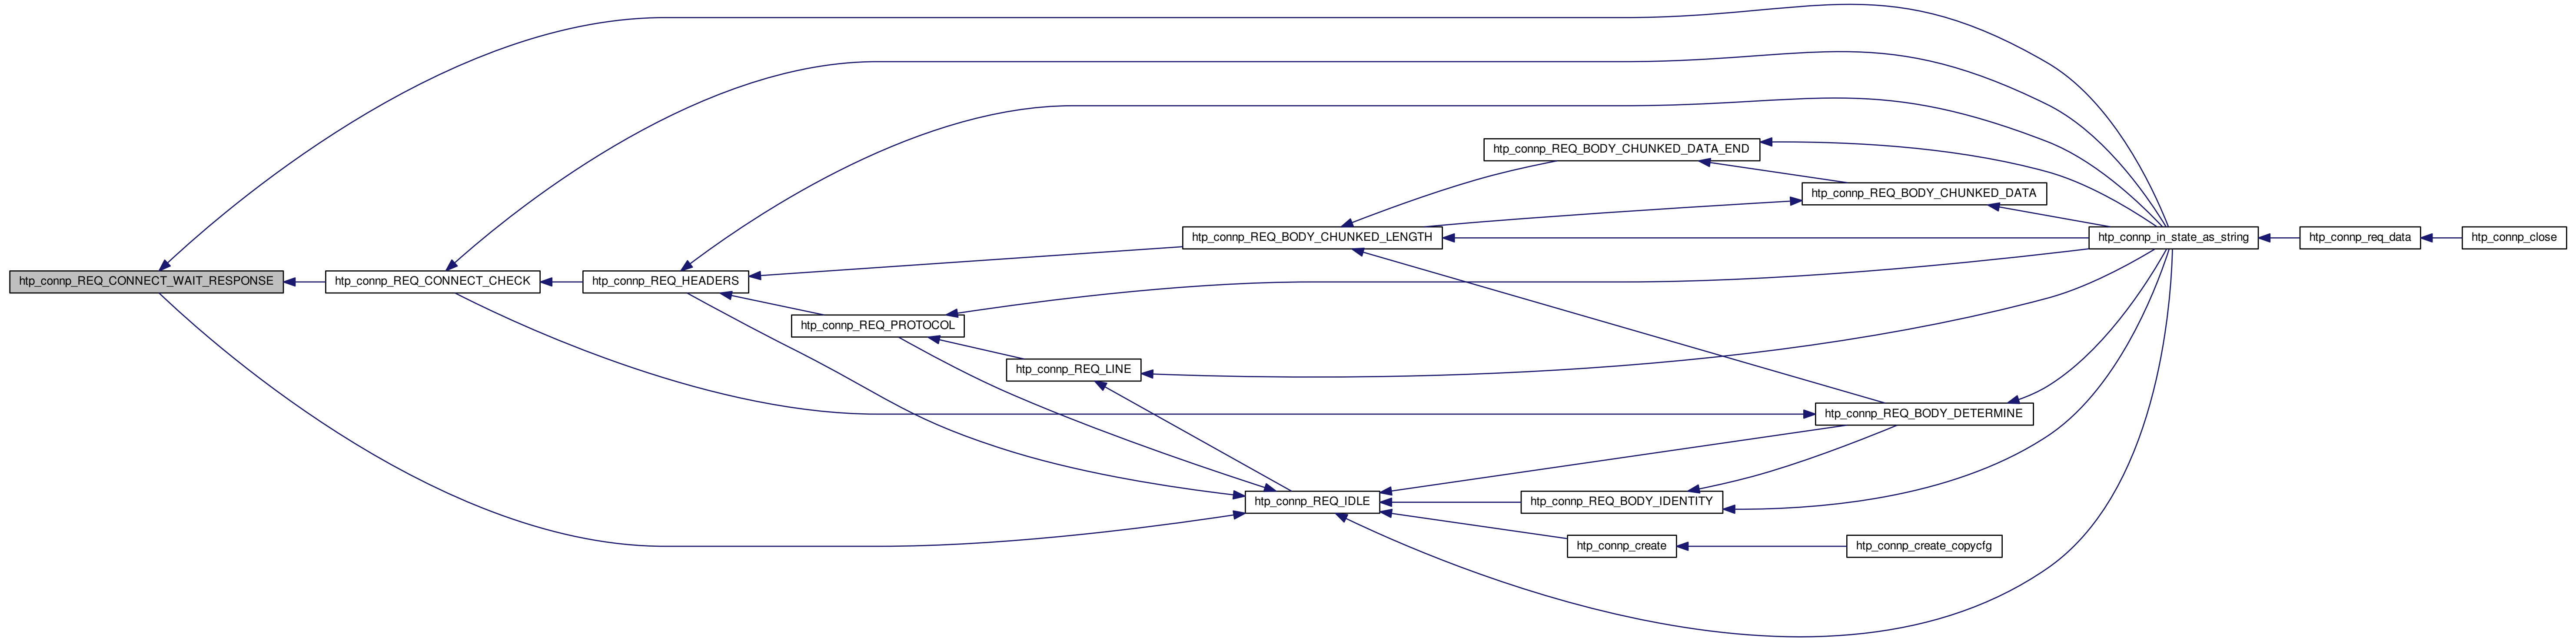 htp_connp_REQ_BODY_CHUNKED_DATA_END
htp_connp_REQ_BODY_CHUNKED_DATA
htp_connp_REQ_BODY_CHUNKED_LENGTH
htp_connp_in_state_as_string
htp_connp_req_data
htp_connp_close
htp_connp_REQ_CONNECT_WAIT_RESPONSE
htp_connp_REQ_CONNECT_CHECK
htp_connp_REQ_HEADERS
htp_connp_REQ_PROTOCOL
htp_connp_REQ_LINE
htp_connp_REQ_BODY_DETERMINE
htp_connp_REQ_IDLE
htp_connp_REQ_BODY_IDENTITY
htp_connp_create
htp_connp_create_copycfg